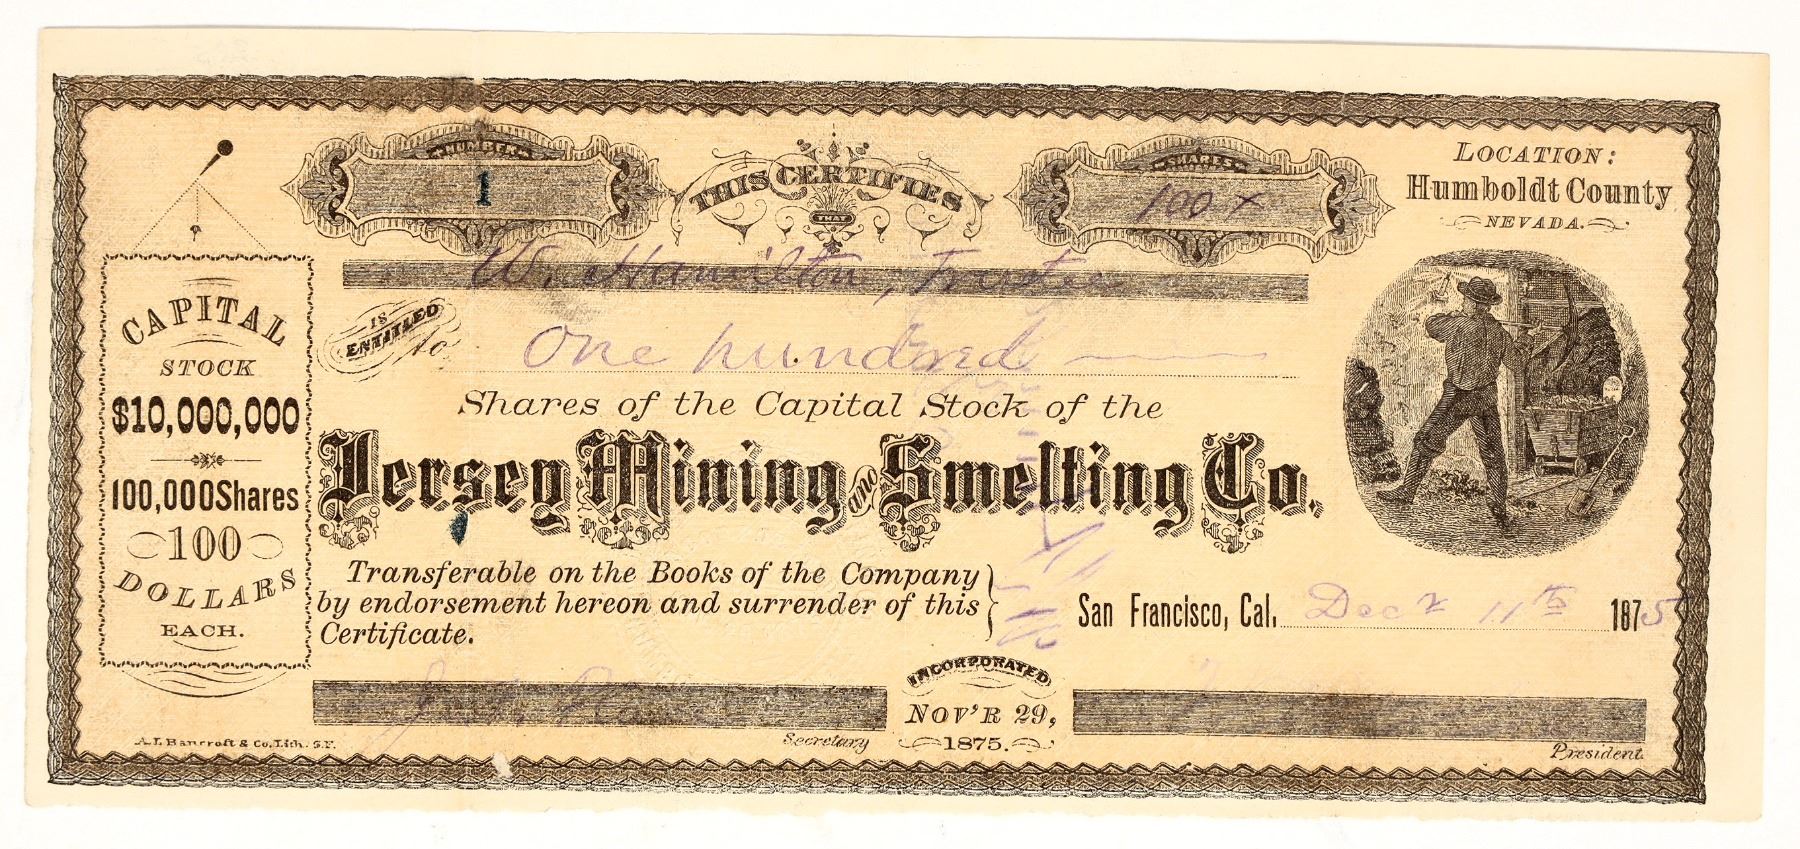 NUMBER
1
THIS CERTIFIES
THAT
SHARES
100 x
LOCATION:
Humboldt County
NEVADA.
W. Hamilton, Trustee
IS
ENTITLED
to
One hundred
Shares of the Capital Stock of the
Jersey Mining AND Smelting Co.
CAPITAL
STOCK
$10,000,000
100,000 Shares
100
DOLLARS
EACH.
Transferable on the Books of the Company
by endorsement hereon and surrender of this
Certificate.
San Francisco, Cal. Decr 11th 1875
INCORPORATED
NOV'R 29,
1875.
Secretary
President
A.L. Bancroft & Co. Lith. S.F.